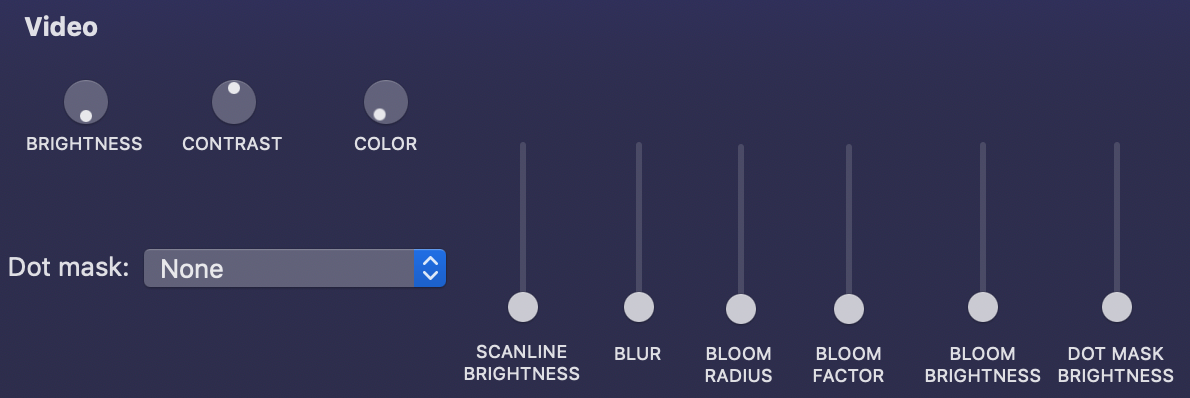 Video
BRIGHTNESS
CONTRAST
COLOR
Dot mask:
None
SCANLINE
BRIGHTNESS
BLUR
BLOOM
RADIUS
BLOOM
FACTOR
BLOOM
BRIGHTNESS
DOT MASK
BRIGHTNESS